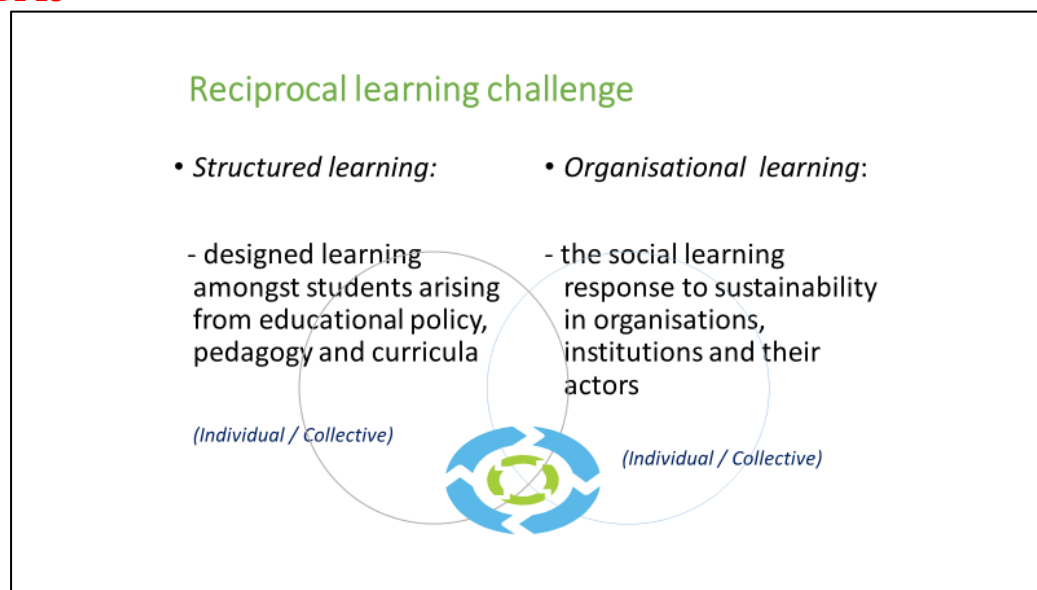 Reciprocal learning challenge
• Structured learning:
- designed learning
amongst students arising
from educational policy,
pedagogy and curricula
(Individual / Collective)
• Organisational learning:
- the social learning
response to sustainability
in organisations,
institutions and their
actors
(Individual / Collective)